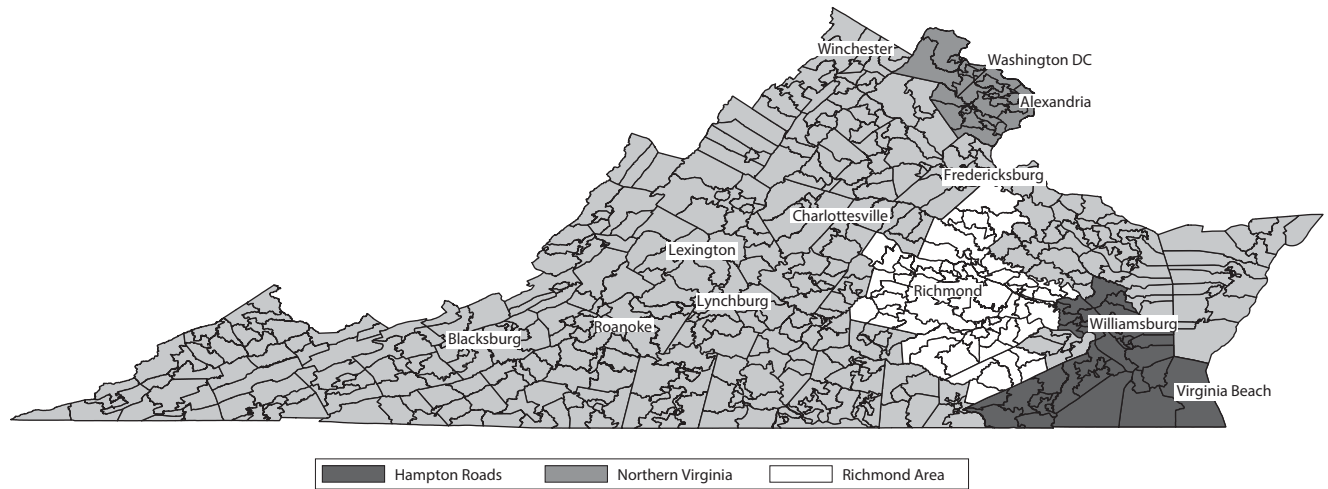 Winchester
Washington DC
Alexandria
Fredericksburg
Charlottesville
Lexington
Richmond
Lynchburg
Williamsburg
Roanoke
Blacksburg
Virginia Beach
Hampton Roads
Northern Virginia
Richmond Area